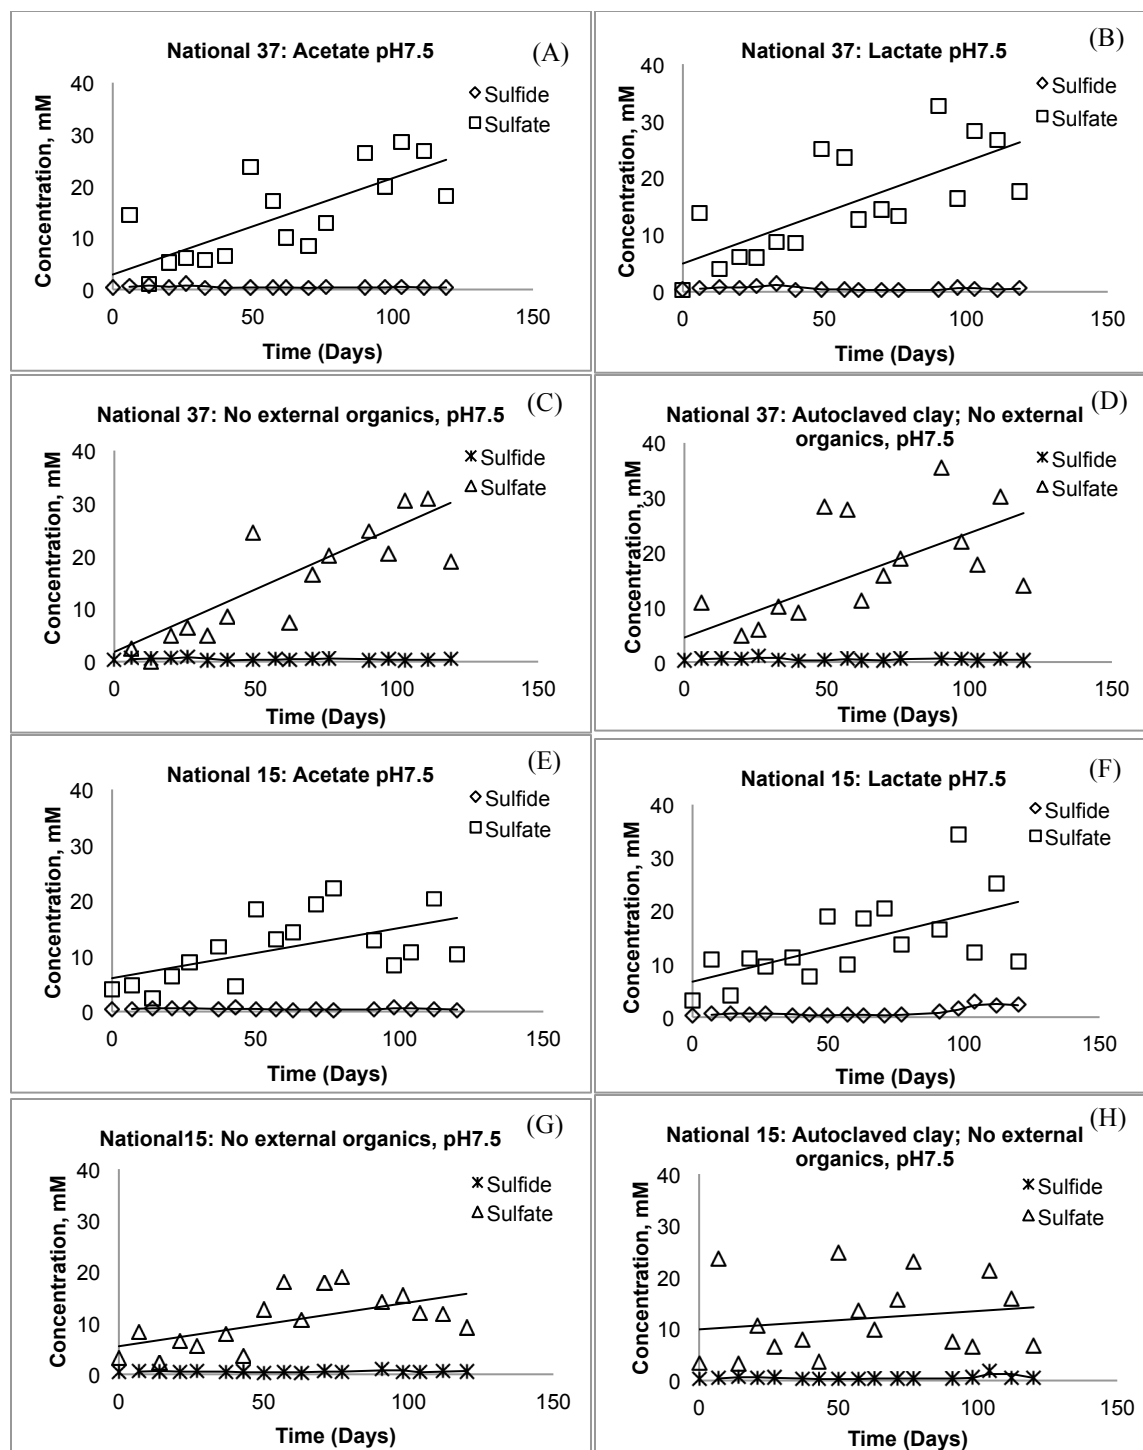 National 37: Acetate pH7.5
(A)
40
30
20
10
0
0
50
100
150
Concentration, mM
Time (Days)
Sulfide
Sulfate
National 37: Lactate pH7.5
(B)
40
30
20
10
0
0
50
100
150
Concentration, mM
Time (Days)
Sulfide
Sulfate
National 37: No external organics, pH7.5
(C)
40
30
20
10
0
0
50
100
150
Concentration, mM
Time (Days)
Sulfide
Sulfate
National 37: Autoclaved clay; No external
organics, pH7.5
(D)
40
30
20
10
0
0
50
100
150
Concentration, mM
Time (Days)
Sulfide
Sulfate
National 15: Acetate pH7.5
(E)
40
30
20
10
0
0
50
100
150
Concentration, mM
Time (Days)
Sulfide
Sulfate
National 15: Lactate pH7.5
(F)
40
30
20
10
0
0
50
100
150
Concentration, mM
Time (Days)
Sulfide
Sulfate
National15: No external organics, pH7.5
(G)
40
30
20
10
0
0
50
100
150
Concentration, mM
Time (Days)
Sulfide
Sulfate
National 15: Autoclaved clay; No external
organics, pH7.5
(H)
40
30
20
10
0
0
50
100
150
Concentration, mM
Time (Days)
Sulfide
Sulfate